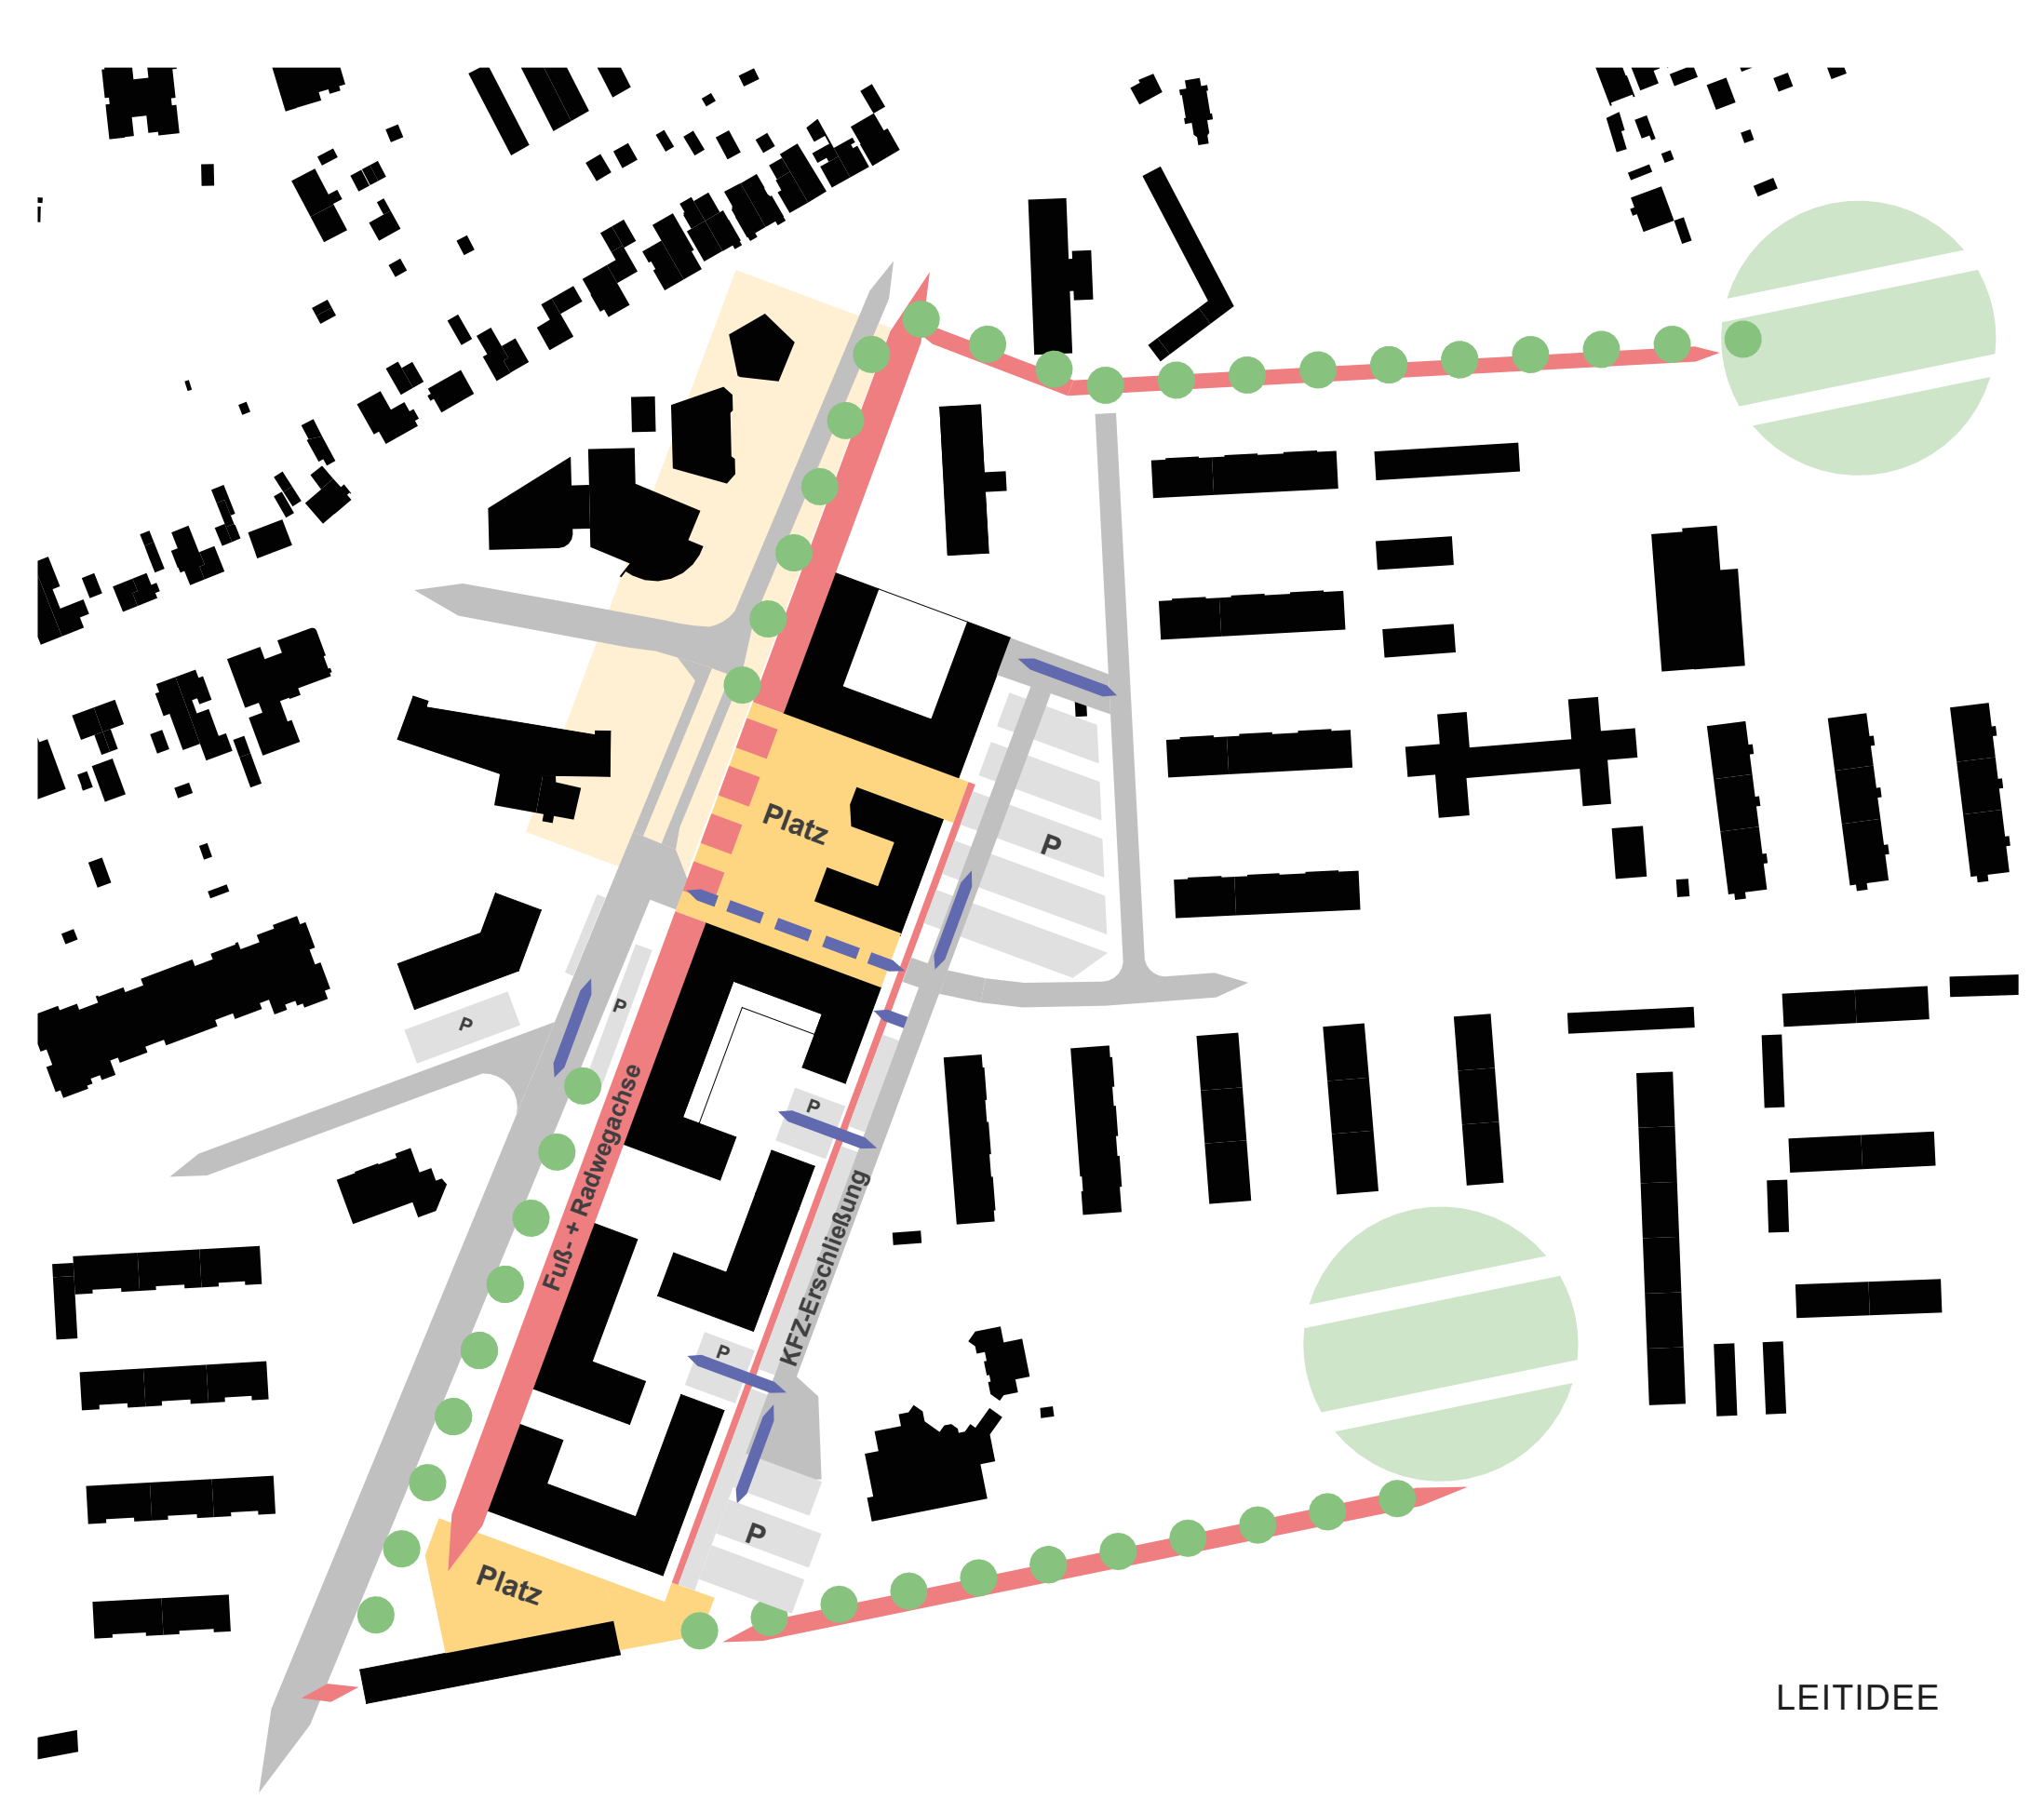 Platz
P
P
P
P
Fuß- + Radwegachse
KFZ-Erschließung
P
P
Platz
LEITIDEE